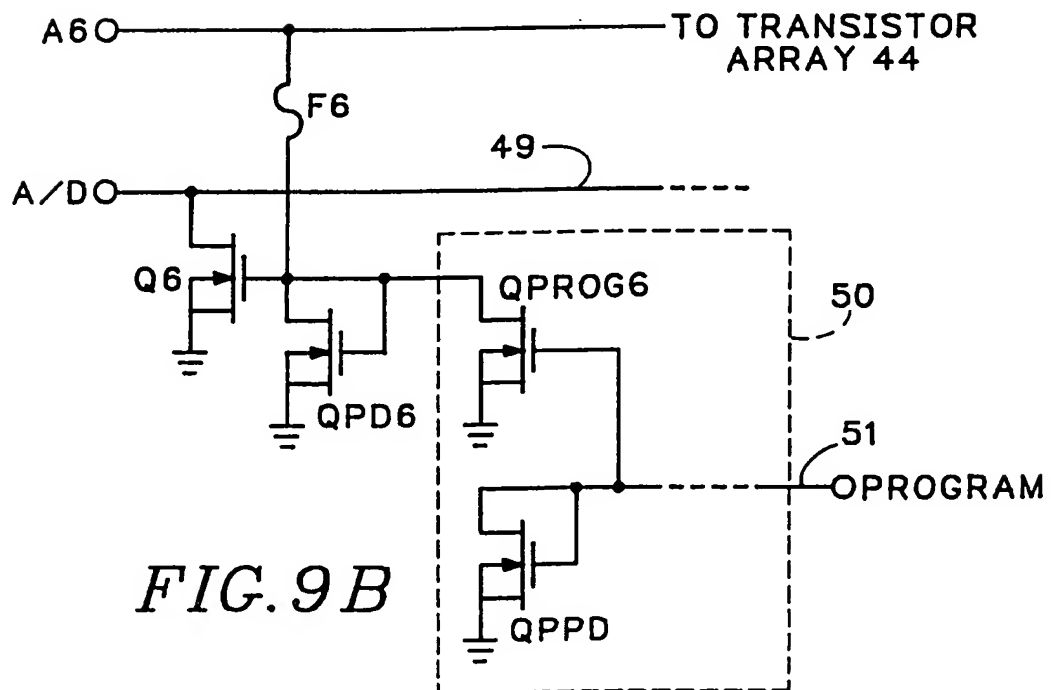 A6
TO TRANSISTOR
ARRAY 44
F6
49
A/D
Q6
QPROG6
50
QPD6
51
PROGRAM
FIG. 9B
QPPD